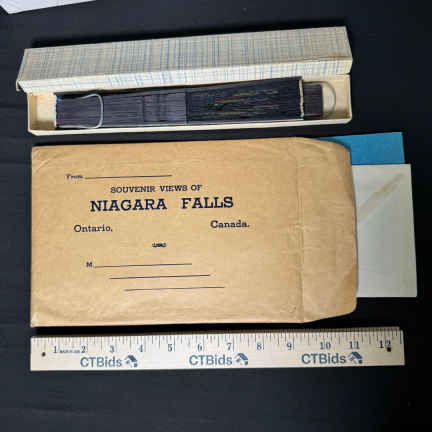 From
SOUVENIR VIEWS OF
NIAGARA FALLS
Ontario, Canada.
M
1 2 3 4 5 6 7 8 9 10 11 12
CTBids CTBids CTBids